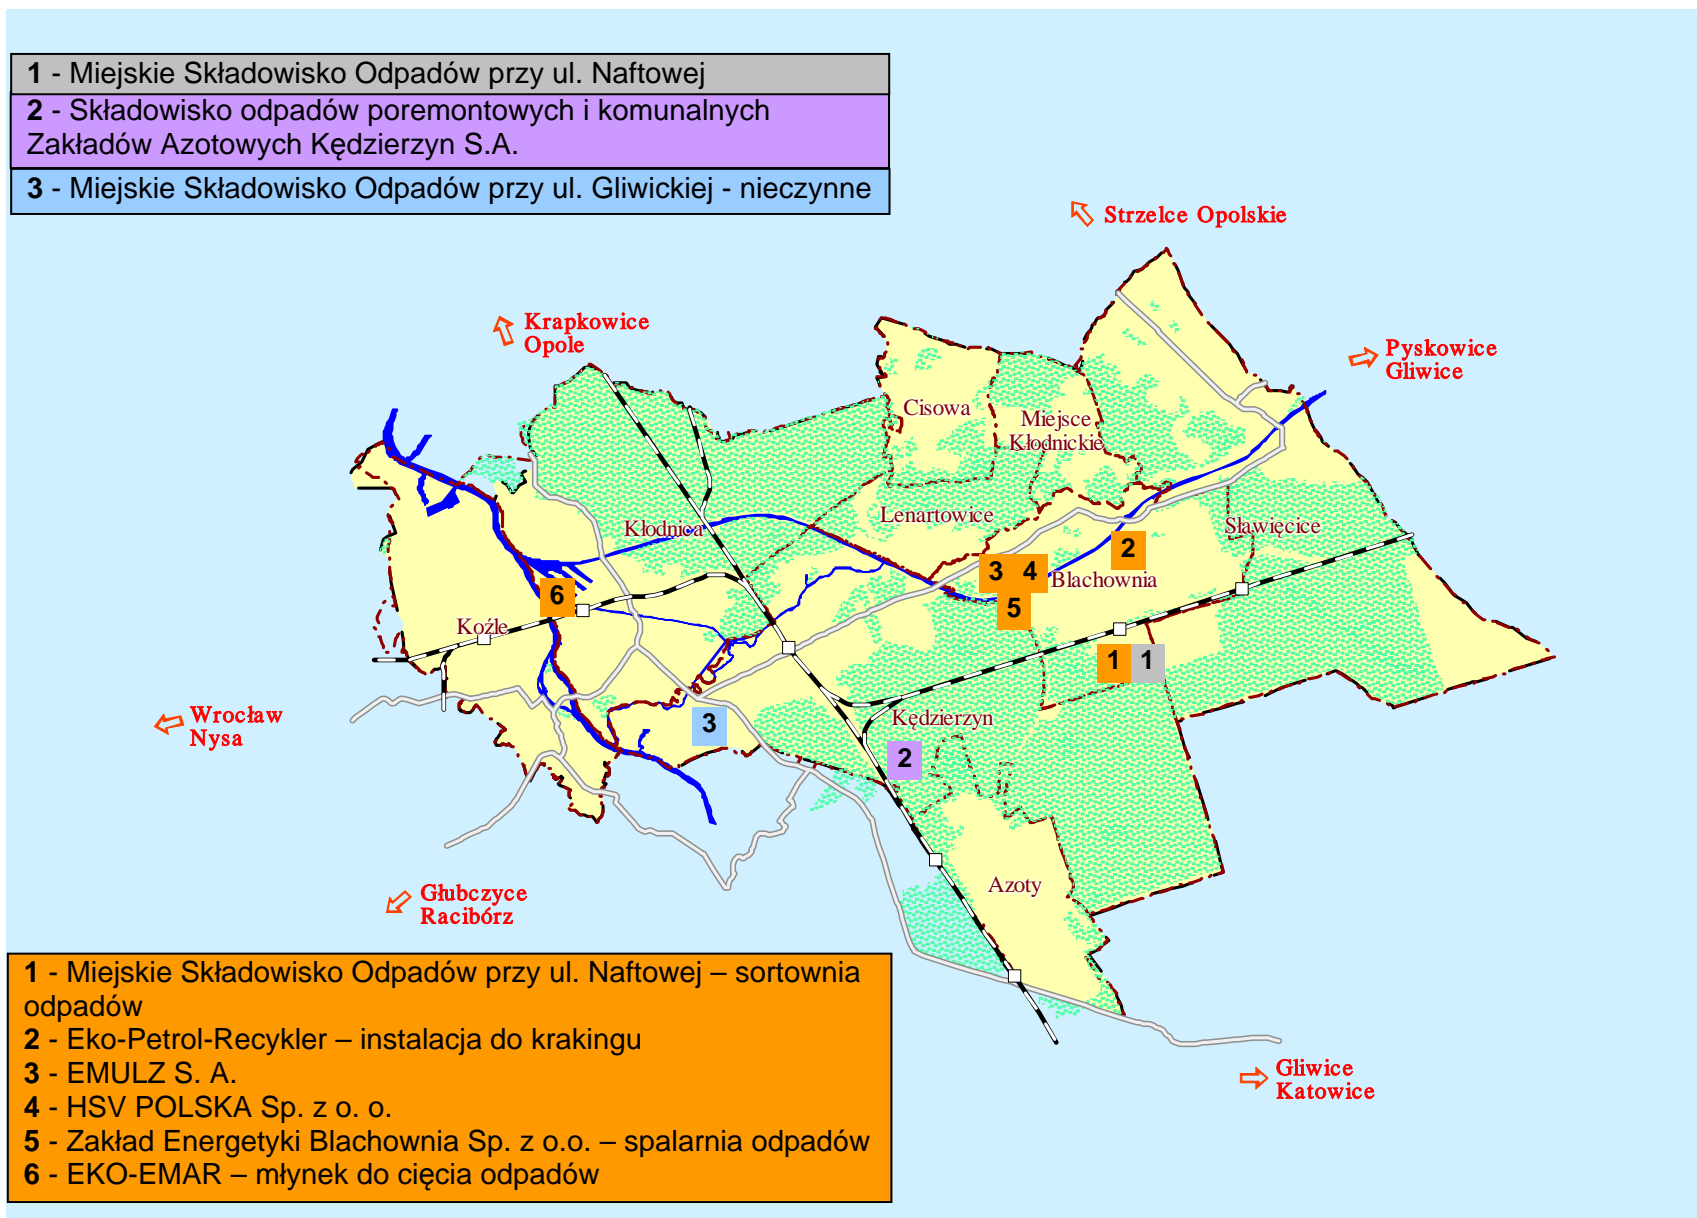 1 - Miejskie Składowisko Odpadów przy ul. Naftowej
2 - Składowisko odpadów poremontowych i komunalnych
Zakładów Azotowych Kędzierzyn S.A.
3 - Miejskie Składowisko Odpadów przy ul. Gliwickiej - nieczynne
Strzelce Opolskie
Krapkowice
Opole
Pyskowice
Gliwice
Cisowa
Miejsce
Kłodnickie
Lenartowice
Kłodnica
Sławięcice
2
3 4
Blachownia
5
6
Koźle
1 1
Wrocław
Nysa
3
Kędzierzyn
2
Azoty
Głubczyce
Racibórz
1 - Miejskie Składowisko Odpadów przy ul. Naftowej – sortownia
odpadów
2 - Eko-Petrol-Recykler – instalacja do krakingu
3 - EMULZ S. A.
4 - HSV POLSKA Sp. z o. o.
5 - Zakład Energetyki Blachownia Sp. z o.o. – spalarnia odpadów
6 - EKO-EMAR – młynek do cięcia odpadów
Gliwice
Katowice